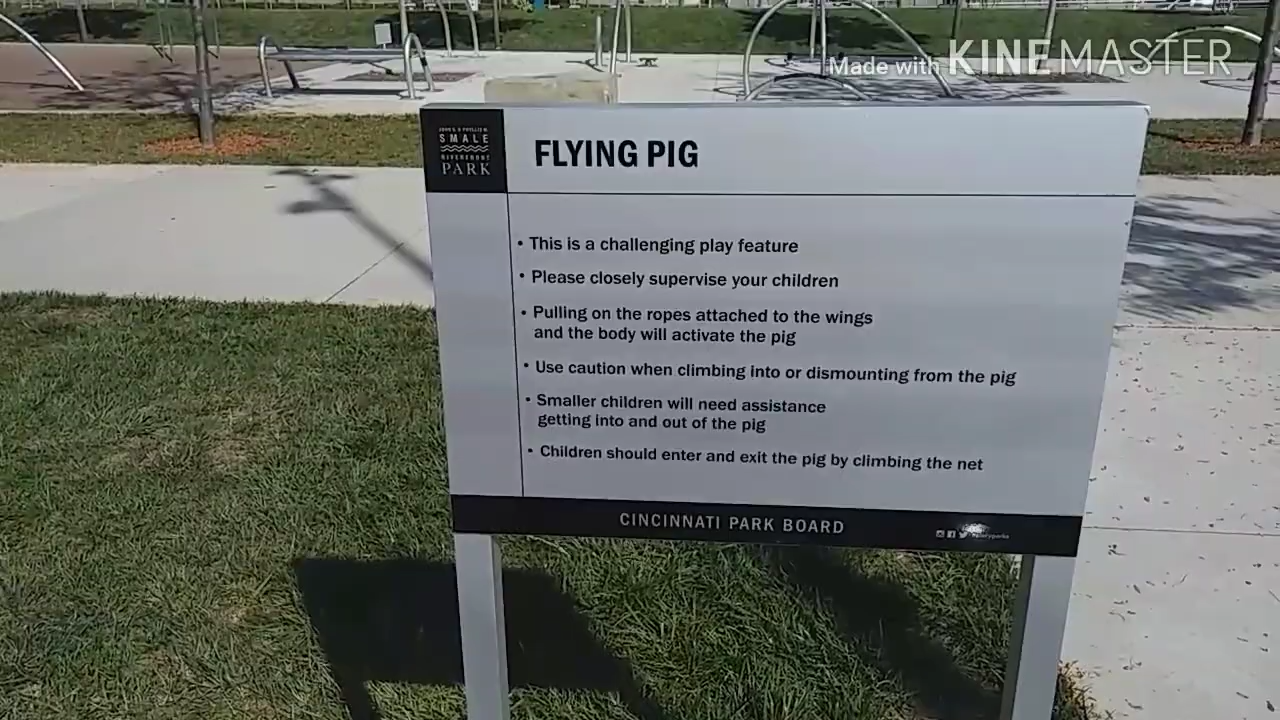 Made with KINEMASTER
JOHN G. & PHYLLIS W.
SMALE
RIVERFRONT
PARK
FLYING PIG
• This is a challenging play feature
• Please closely supervise your children
• Pulling on the ropes attached to the wings
and the body will activate the pig
• Use caution when climbing into or dismounting from the pig
• Smaller children will need assistance
getting into and out of the pig
• Children should enter and exit the pig by climbing the net
CINCINNATI PARK BOARD